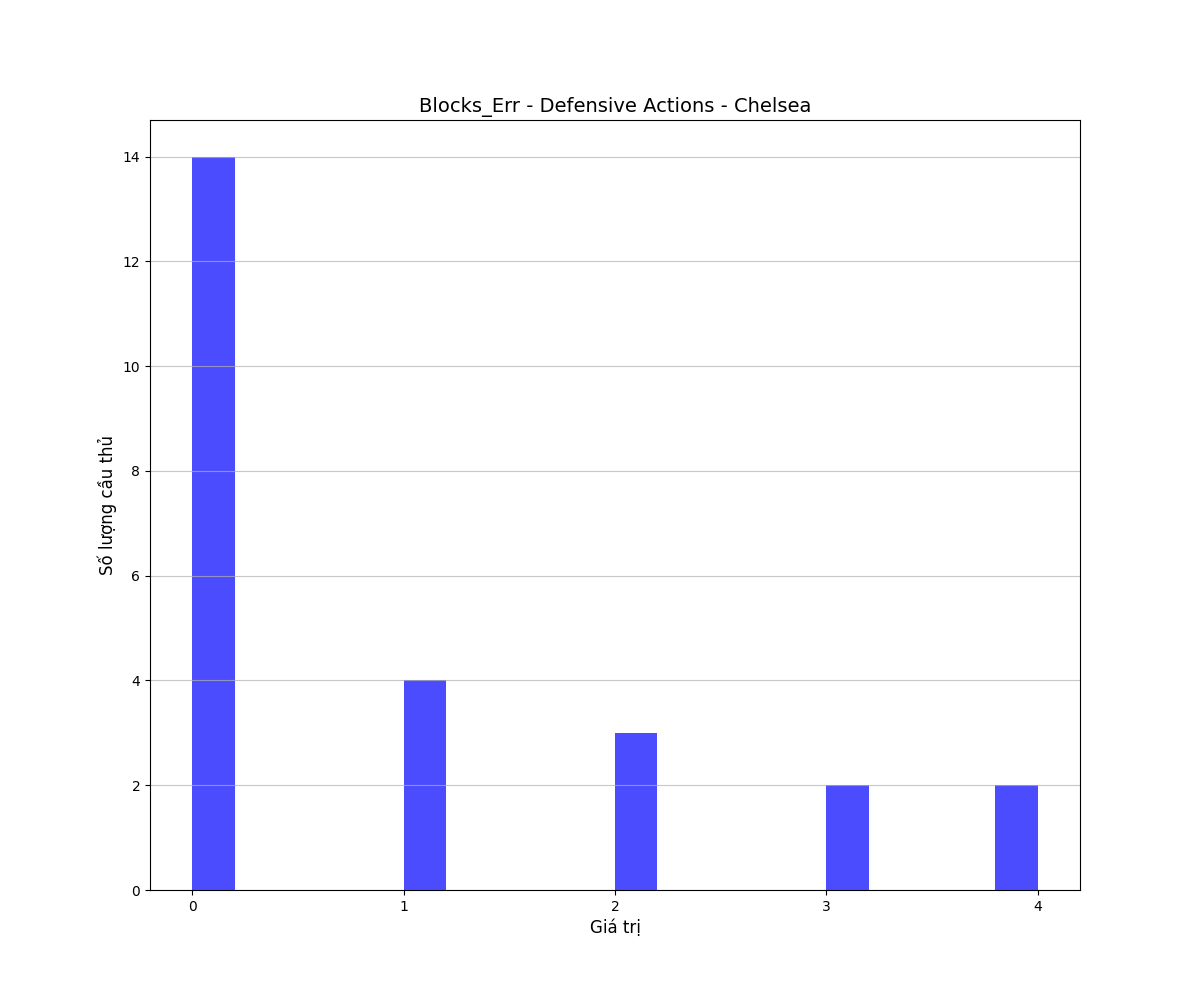 Blocks_Err - Defensive Actions - Chelsea
14
12
10
8
6
4
2
0
Số lượng cầu thủ
0 1 2 3 4
Giá trị